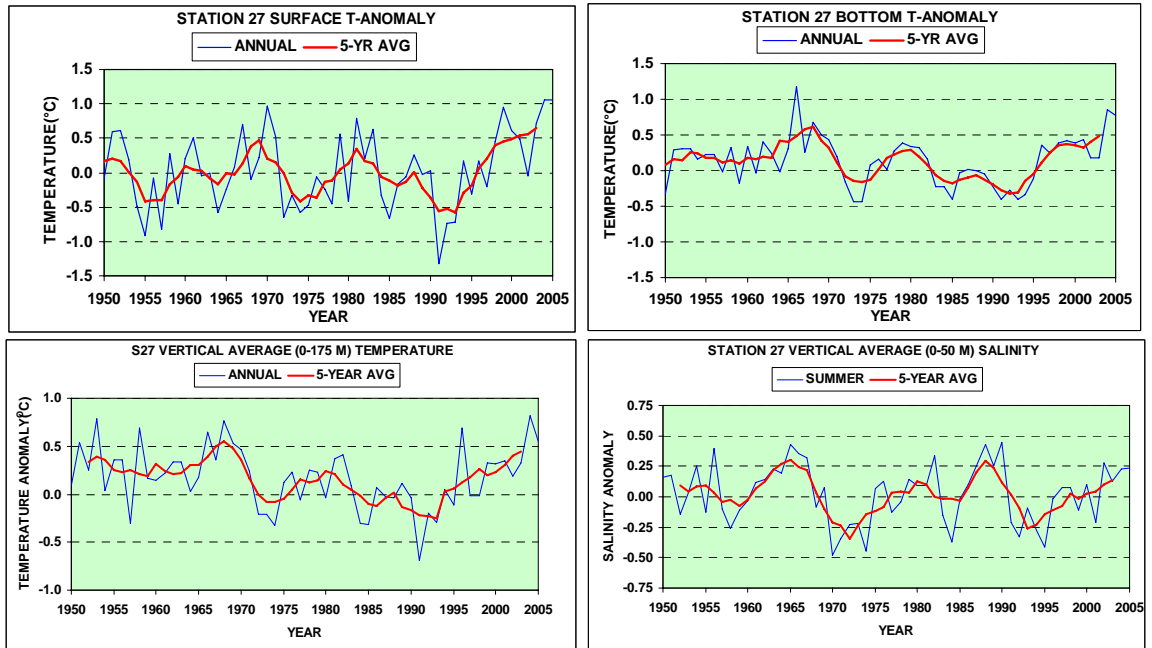 STATION 27 SURFACE T-ANOMALY
ANNUAL 5-YR AVG
TEMPERATURE(°C)
1.5
1.0
0.5
0.0
-0.5
-1.0
-1.5
1950 1955 1960 1965 1970 1975 1980 1985 1990 1995 2000 2005
YEAR
STATION 27 BOTTOM T-ANOMALY
ANNUAL 5-YR AVG
TEMPERATURE(°C)
1.5
1.0
0.5
0.0
-0.5
-1.0
-1.5
1950 1955 1960 1965 1970 1975 1980 1985 1990 1995 2000 2005
YEAR
S27 VERTICAL AVERAGE (0-175 M) TEMPERATURE
ANNUAL 5-YEAR AVG
TEMPERATURE ANOMALY(°C)
1.0
0.5
0.0
-0.5
-1.0
1950 1955 1960 1965 1970 1975 1980 1985 1990 1995 2000 2005
YEAR
STATION 27 VERTICAL AVERAGE (0-50 M) SALINITY
SUMMER 5-YEAR AVG
SALINITY ANOMALY
0.75
0.50
0.25
0.00
-0.25
-0.50
-0.75
1950 1955 1960 1965 1970 1975 1980 1985 1990 1995 2000 2005
YEAR